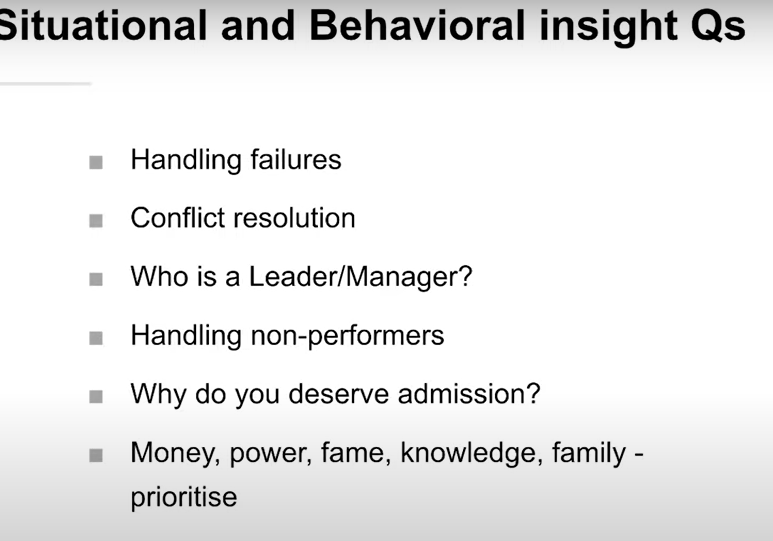 Situational and Behavioral insight Qs
Handling failures
Conflict resolution
Who is a Leader/Manager?
Handling non-performers
Why do you deserve admission?
Money, power, fame, knowledge, family -
prioritise